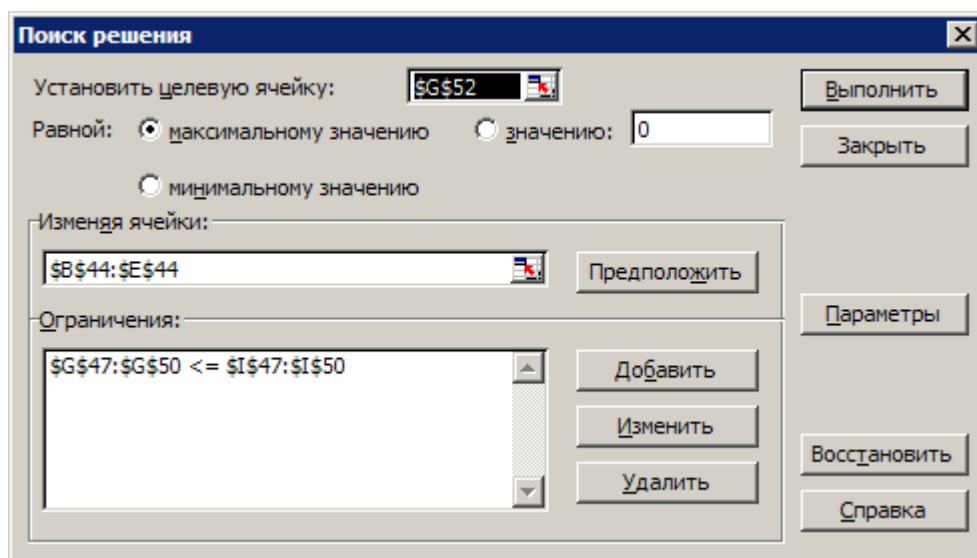 Поиск решения
Установить целевую ячейку: $G$52 Выполнить
Равной: максимальному значению значению: 0 Закрыть
минимальному значению
Изменяя ячейки:
$B$44:$E$44 Предположить
Ограничения: Параметры
$G$47:$G$50 <= $I$47:$I$50 Добавить
Изменить
Восстановить
Удалить
Справка